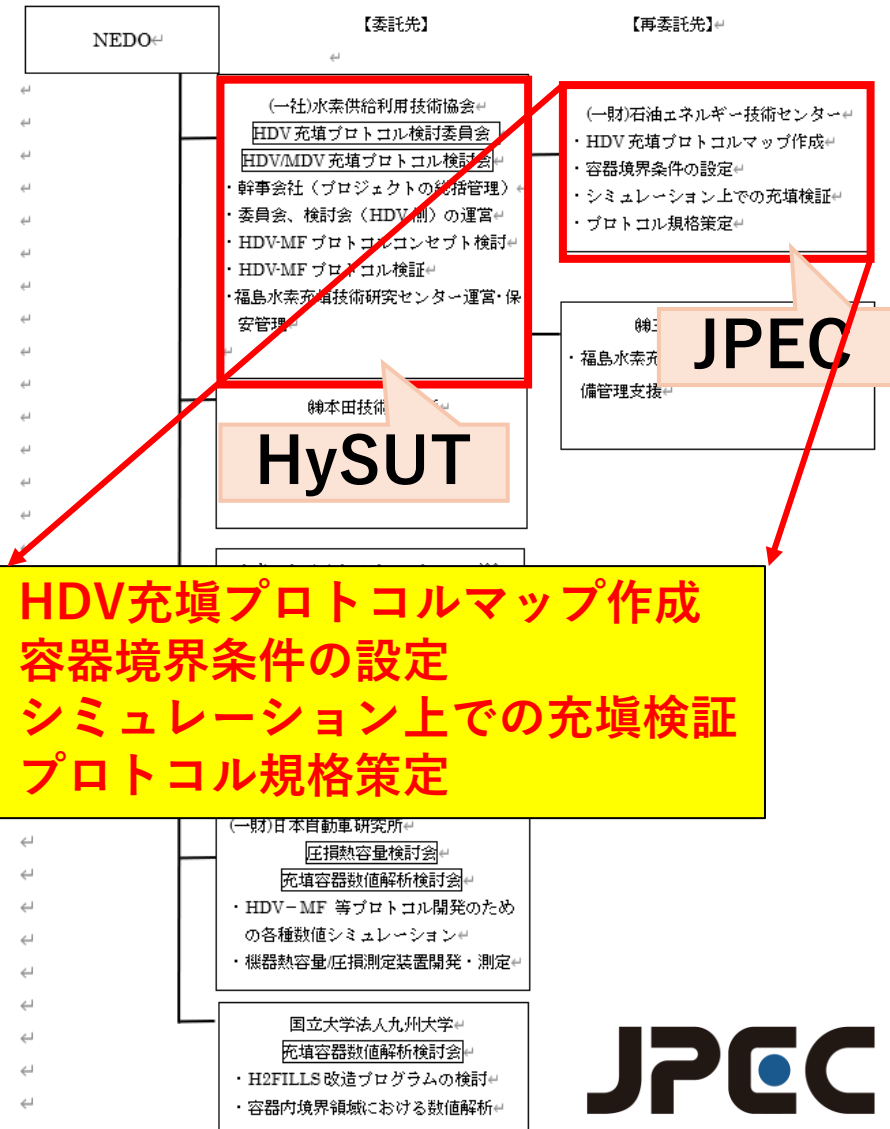 NEDO
【委託先】
【再委託先】
(一社)水素供給利用技術協会
HDV充填プロトコル検討委員会
HDV/MDV充填プロトコル検討会
・幹事会社（プロジェクトの総括管理）
・委員会、検討会（HDV側）の運営
・HDV-MFプロトコルコンセプト検討
・HDV-MFプロトコル検証
・福島水素充填技術研究センター運営・保
安管理
(一財)石油エネルギー技術センター
・HDV充填プロトコルマップ作成
・容器境界条件の設定
・シミュレーション上での充填検証
・プロトコル規格策定
JPEC
・福島水素充
備管理支援
㈱本田技術
HySUT
HDV充塡プロトコルマップ作成
容器境界条件の設定
シミュレーション上での充塡検証
プロトコル規格策定
(一財)日本自動車研究所
圧損熱容量検討会
充填容器数値解析検討会
・HDV－MF 等プロトコル開発のため
の各種数値シミュレーション
・機器熱容量/圧損測定装置開発・測定
国立大学法人九州大学
充填容器数値解析検討会
・H2FILLS改造プログラムの検討
・容器内境界領域における数値解析
JPEC